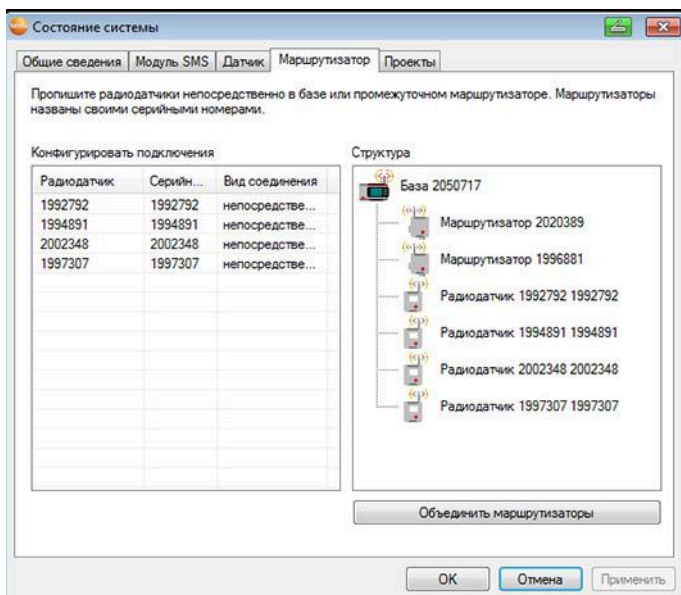 Состояние системы
Общие сведения Модуль SMS Датчик Маршрутизатор Проекты
Пропишите радиодатчики непосредственно в базе или промежуточном маршрутизаторе. Маршрутизаторы
названы своими серийными номерами.
Конфигурировать подключения
Радиодатчик Серийн... Вид соединения
1992792 1992792 непосредстве...
1994891 1994891 непосредстве...
2002348 2002348 непосредстве...
1997307 1997307 непосредстве...
Структура
База 2050717
Маршрутизатор 2020389
Маршрутизатор 1996881
Радиодатчик 1992792 1992792
Радиодатчик 1994891 1994891
Радиодатчик 2002348 2002348
Радиодатчик 1997307 1997307
Объединить маршрутизаторы
OK Отмена Применить